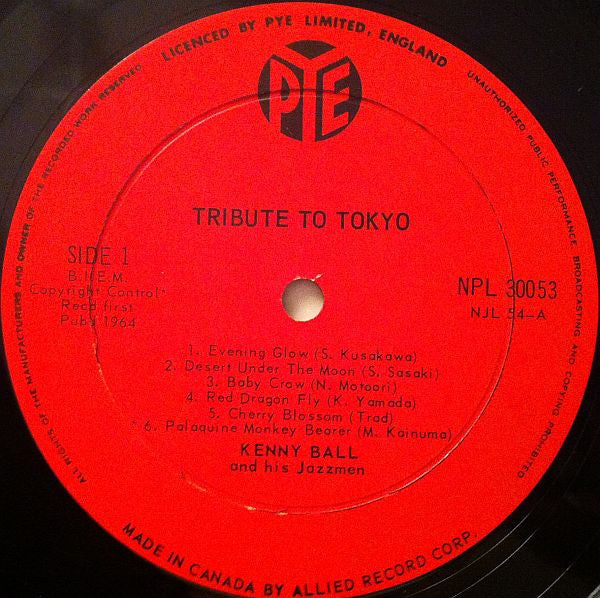 LICENCED BY PYE LIMITED, ENGLAND
UNAUTHORIZED PUBLIC PERFORMANCE, BROADCASTING AND COPYING PROHIBITED
ALL RIGHTS OF THE MANUFACTURERS AND OWNER OF THE RECORDED WORK RESERVED
PYE
TRIBUTE TO TOKYO
SIDE 1
B.I.E.M.
Copyright Control*
Recd first
Pubd 1964
NPL 30053
NJL 54-A
1. Evening Glow (S. Kusakawa)
2. Desert Under The Moon (S. Sasaki)
3. Baby Crow (N. Motoori)
4. Red Dragon Fly (K. Yamada)
5. Cherry Blossom (Trad)
* 6. Palaquine Monkey Bearer (M. Kainuma)
KENNY BALL
and his Jazzmen
MADE IN CANADA BY ALLIED RECORD CORP.